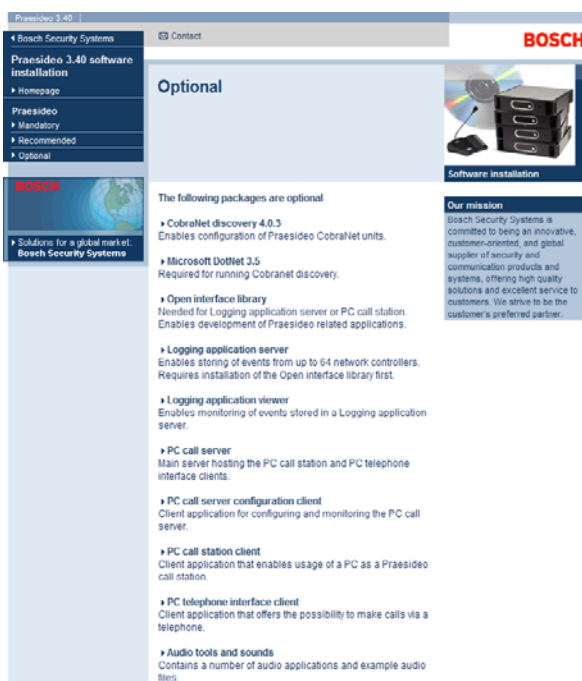 Praesideo 3.40
Bosch Security Systems
Praesideo 3.40 software
installation
Homepage
Praesideo
Mandatory
Recommended
Optional
BOSCH
Solutions for a global market:
Bosch Security Systems
Contact
BOSCH
Optional
The following packages are optional
CobraNet discovery 4.0.3
Enables configuration of Praesideo CobraNet units.
Microsoft DotNet 3.5
Required for running Cobranet discovery.
Open interface library
Needed for Logging application server or PC call station.
Enables development of Praesideo related applications.
Logging application server
Enables storing of events from up to 64 network controllers.
Requires installation of the Open interface library first.
Logging application viewer
Enables monitoring of events stored in a Logging application
server.
PC call server
Main server hosting the PC call station and PC telephone
interface clients.
PC call server configuration client
Client application for configuring and monitoring the PC call
server.
PC call station client
Client application that enables usage of a PC as a Praesideo
call station.
PC telephone interface client
Client application that offers the possibility to make calls via a
telephone.
Audio tools and sounds
Contains a number of audio applications and example audio
files.
Software installation
Our mission
Bosch Security Systems is
committed to being an innovative,
customer-oriented, and global
supplier of security and
communication products and
systems, offering high quality
solutions and excellent service to
customers. We strive to be the
customer's preferred partner.